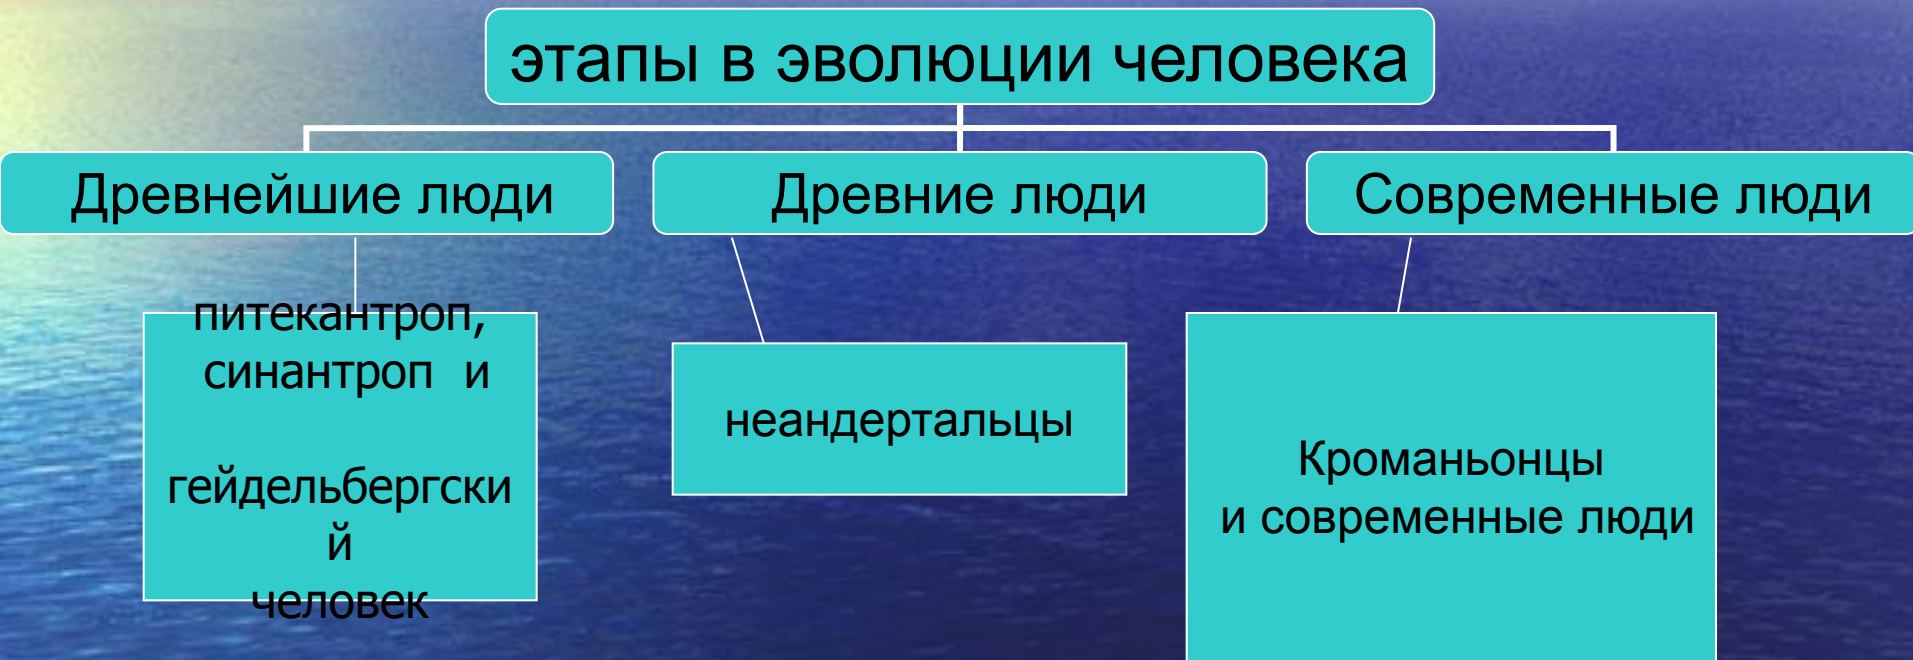 этапы в эволюции человека
Древнейшие люди
Древние люди
Современные люди
питекантроп,
синантроп и
гейдельбергски
й
человек
неандертальцы
Кроманьонцы
и современные люди